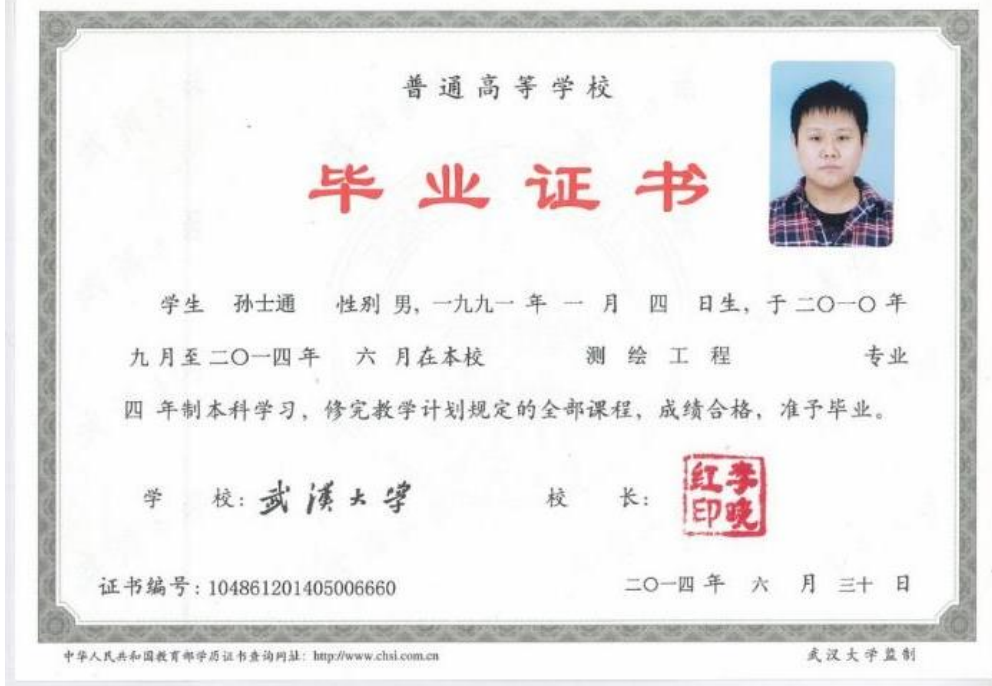 普通高等学校
毕业证书
学生 孙士通 性别 男，一九九一 年 一 月 四 日生，于 二〇一〇 年
九 月至 二〇一四 年 六 月在本校 测绘工程 专业
四 年制本科学习，修完教学计划规定的全部课程，成绩合格，准予毕业。
学 校：武漢大学 校 长：李晓红印
证书编号：104861201405006660 二〇一四 年 六 月 三十 日
中华人民共和国教育部学历证书查询网址：http://www.chsi.com.cn 武汉大学监制